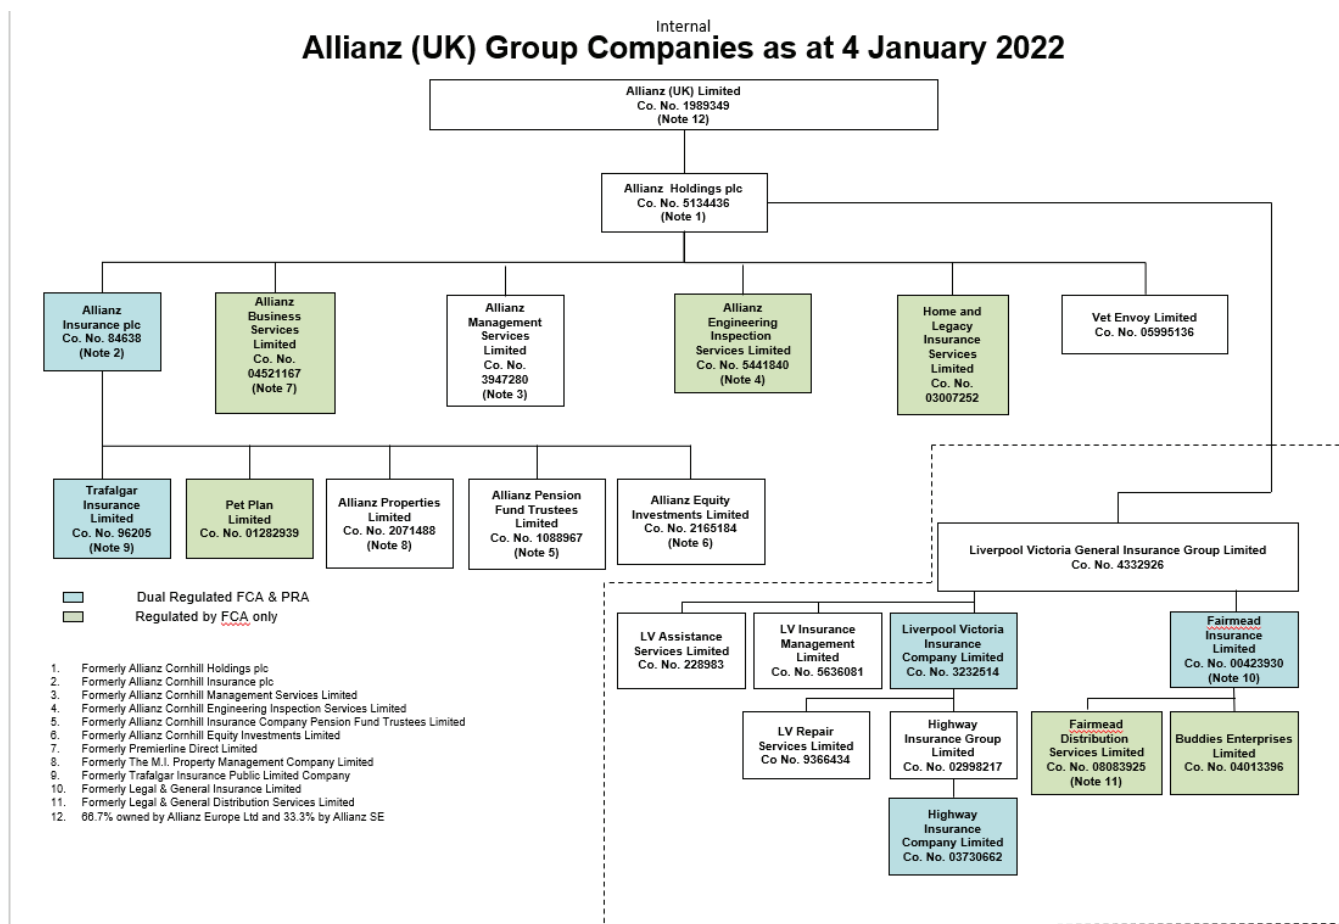 Internal
Allianz (UK) Group Companies as at 4 January 2022
Allianz (UK) Limited
Co. No. 1989349
(Note 12)
Allianz Holdings plc
Co. No. 5134436
(Note 1)
Allianz
Insurance plc
Co. No. 84638
(Note 2)
Allianz
Business
Services
Limited
Co. No.
04521167
(Note 7)
Allianz
Management
Services
Limited
Co. No.
3947280
(Note 3)
Allianz
Engineering
Inspection
Services Limited
Co. No. 5441840
(Note 4)
Home and
Legacy
Insurance
Services
Limited
Co. No.
03007252
Vet Envoy Limited
Co. No. 05995136
Trafalgar
Insurance
Limited
Co. No. 96205
(Note 9)
Pet Plan
Limited
Co. No. 01282939
Allianz Properties
Limited
Co. No. 2071488
(Note 8)
Allianz Pension
Fund Trustees
Limited
Co. No. 1088967
(Note 5)
Allianz Equity
Investments Limited
Co. No. 2165184
(Note 6)
Liverpool Victoria General Insurance Group Limited
Co. No. 4332926
LV Assistance
Services Limited
Co. No. 228983
LV Insurance
Management
Limited
Co. No. 5636081
Liverpool Victoria
Insurance
Company Limited
Co. No. 3232514
Fairmead
Insurance
Limited
Co. No. 00423930
(Note 10)
LV Repair
Services Limited
Co No. 9366434
Highway
Insurance Group
Limited
Co. No. 02998217
Fairmead
Distribution
Services Limited
Co. No. 08083925
(Note 11)
Buddies Enterprises
Limited
Co. No. 04013396
Highway
Insurance
Company Limited
Co. No. 03730662
Dual Regulated FCA & PRA
Regulated by FCA only
1. Formerly Allianz Cornhill Holdings plc
2. Formerly Allianz Cornhill Insurance plc
3. Formerly Allianz Cornhill Management Services Limited
4. Formerly Allianz Cornhill Engineering Inspection Services Limited
5. Formerly Allianz Cornhill Insurance Company Pension Fund Trustees Limited
6. Formerly Allianz Cornhill Equity Investments Limited
7. Formerly Premierline Direct Limited
8. Formerly The M.I. Property Management Company Limited
9. Formerly Trafalgar Insurance Public Limited Company
10. Formerly Legal & General Insurance Limited
11. Formerly Legal & General Distribution Services Limited
12. 66.7% owned by Allianz Europe Ltd and 33.3% by Allianz SE